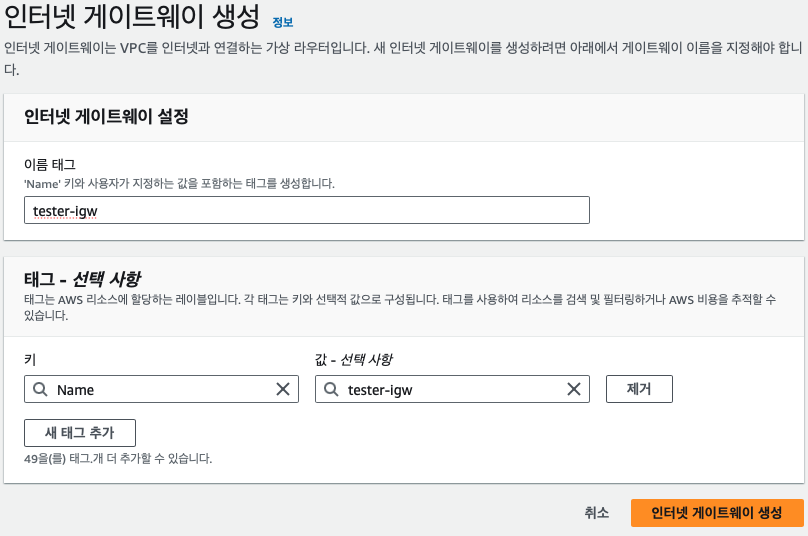 인터넷 게이트웨이 생성 정보
인터넷 게이트웨이는 VPC를 인터넷과 연결하는 가상 라우터입니다. 새 인터넷 게이트웨이를 생성하려면 아래에서 게이트웨이 이름을 지정해야 합니
다.
인터넷 게이트웨이 설정
이름 태그
'Name' 키와 사용자가 지정하는 값을 포함하는 태그를 생성합니다.
tester-igw
태그 - 선택 사항
태그는 AWS 리소스에 할당하는 레이블입니다. 각 태그는 키와 선택적 값으로 구성됩니다. 태그를 사용하여 리소스를 검색 및 필터링하거나 AWS 비용을 추적할 수
있습니다.
키 값 - 선택 사항
Name tester-igw 제거
새 태그 추가
49을(를) 태그.개 더 추가할 수 있습니다.
취소 인터넷 게이트웨이 생성